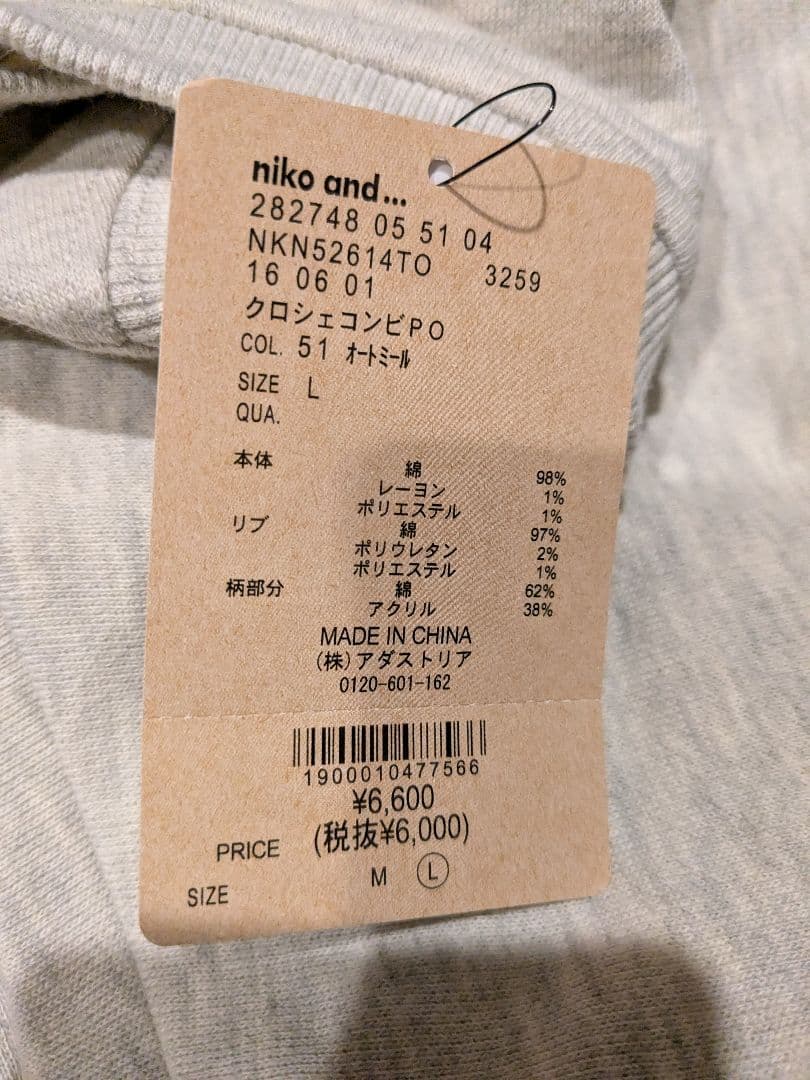 niko and...
282748 05 51 04
NKN52614TO 3259
16 06 01
クロシェコンビPO
COL. 51 ｵｰﾄﾐｰﾙ
SIZE L
QUA.
本体 綿 98%
レーヨン 1%
ポリエステル 1%
リブ 綿 97%
ポリウレタン 2%
ポリエステル 1%
柄部分 綿 62%
アクリル 38%
MADE IN CHINA
(株)アダストリア
0120-601-162
1900010477566
¥6,600
PRICE (税抜¥6,000)
SIZE M L